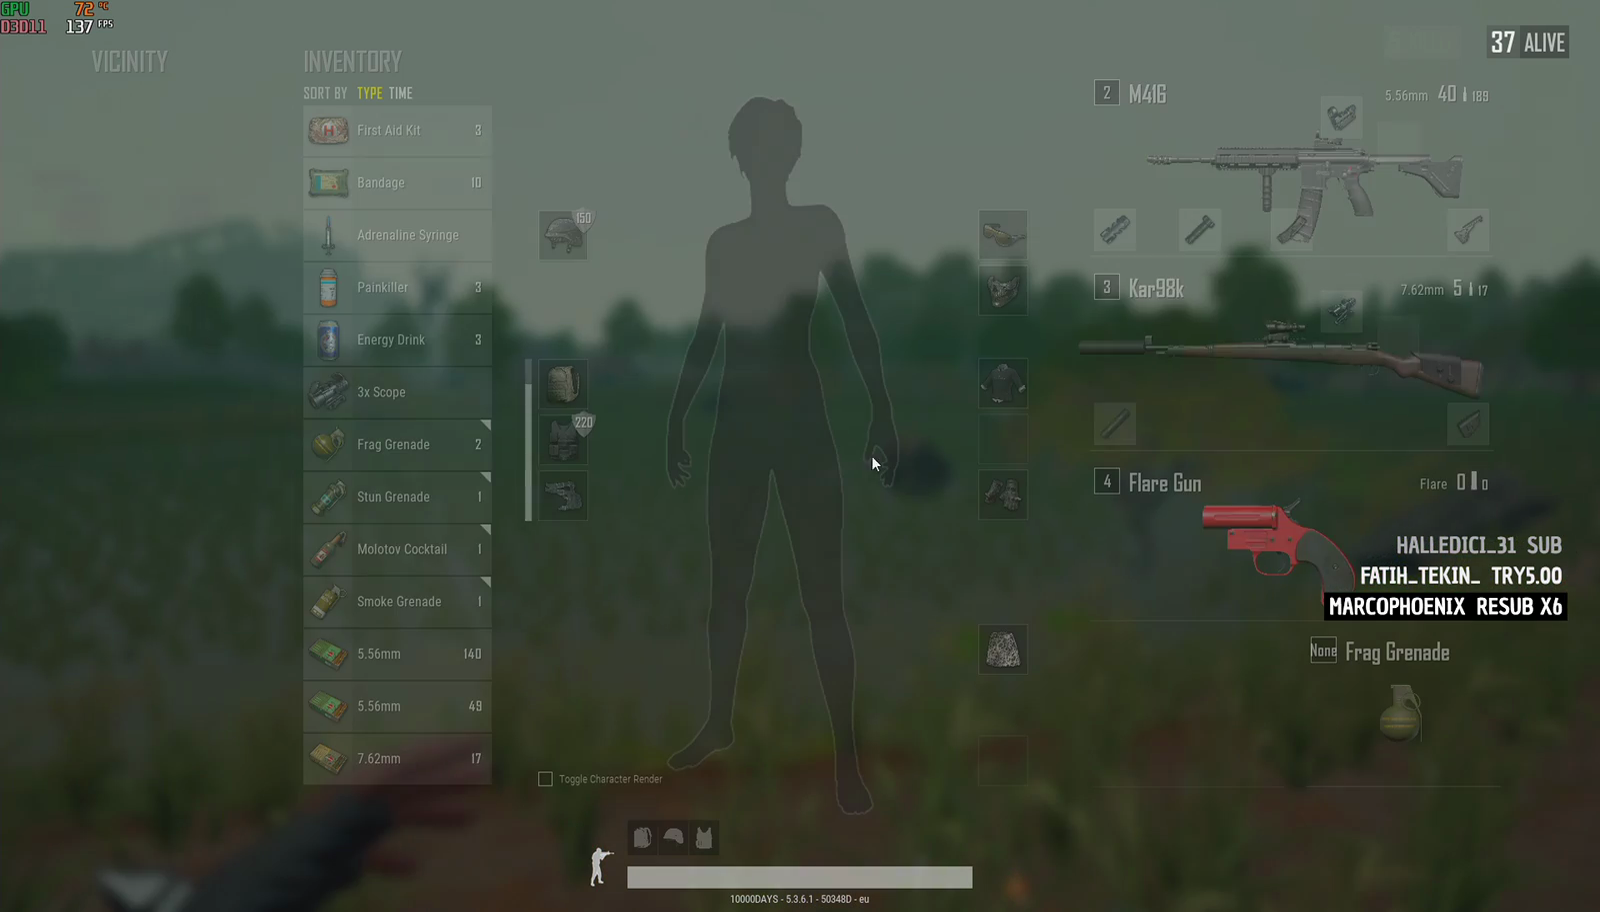 GPU 72 °C
D3D11 137 FPS
37 ALIVE
VICINITY
INVENTORY
SORT BY TYPE TIME
First Aid Kit 3
Bandage 10
Adrenaline Syringe
Painkiller 3
Energy Drink 3
3x Scope
Frag Grenade 2
Stun Grenade 1
Molotov Cocktail 1
Smoke Grenade 1
5.56mm 140
5.56mm 49
7.62mm 17
150
220
Toggle Character Render
2 M416 5.56mm 40 189
3 Kar98k 7.62mm 5 17
4 Flare Gun Flare 0 0
HALLEDICI_31 SUB
FATIH_TEKIN_ TRY5.00
MARCOPHOENIX RESUB X6
None Frag Grenade
10000DAYS - 5.3.6.1 - 50348D - eu